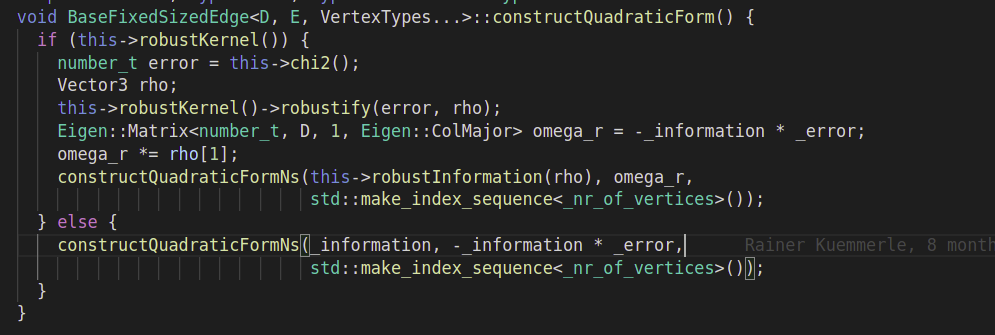 void BaseFixedSizedEdge<D, E, VertexTypes...>::constructQuadraticForm() {
  if (this->robustKernel()) {
    number_t error = this->chi2();
    Vector3 rho;
    this->robustKernel()->robustify(error, rho);
    Eigen::Matrix<number_t, D, 1, Eigen::ColMajor> omega_r = -_information * _error;
    omega_r *= rho[1];
    constructQuadraticFormNs(this->robustInformation(rho), omega_r,
                             std::make_index_sequence<_nr_of_vertices>());
  } else {
    constructQuadraticFormNs(_information, -_information * _error,     Rainer Kuemmerle, 8 month
                             std::make_index_sequence<_nr_of_vertices>());
  }
}